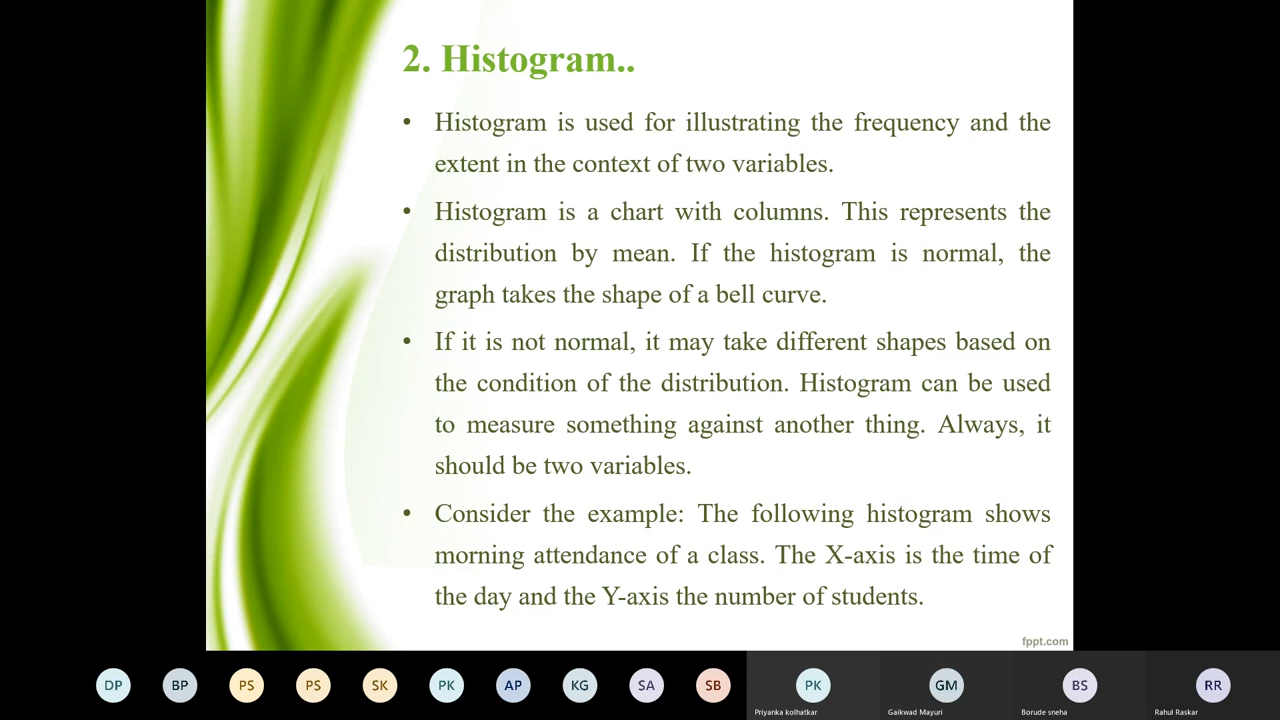 2. Histogram..
• Histogram is used for illustrating the frequency and the
extent in the context of two variables.
• Histogram is a chart with columns. This represents the
distribution by mean. If the histogram is normal, the
graph takes the shape of a bell curve.
• If it is not normal, it may take different shapes based on
the condition of the distribution. Histogram can be used
to measure something against another thing. Always, it
should be two variables.
• Consider the example: The following histogram shows
morning attendance of a class. The X-axis is the time of
the day and the Y-axis the number of students.
fppt.com
DP BP PS PS SK PK AP KG SA SB PK GM BS RR
Priyanka kolhatkar Gaikwad Mayuri Borude sneha Rahul Raskar